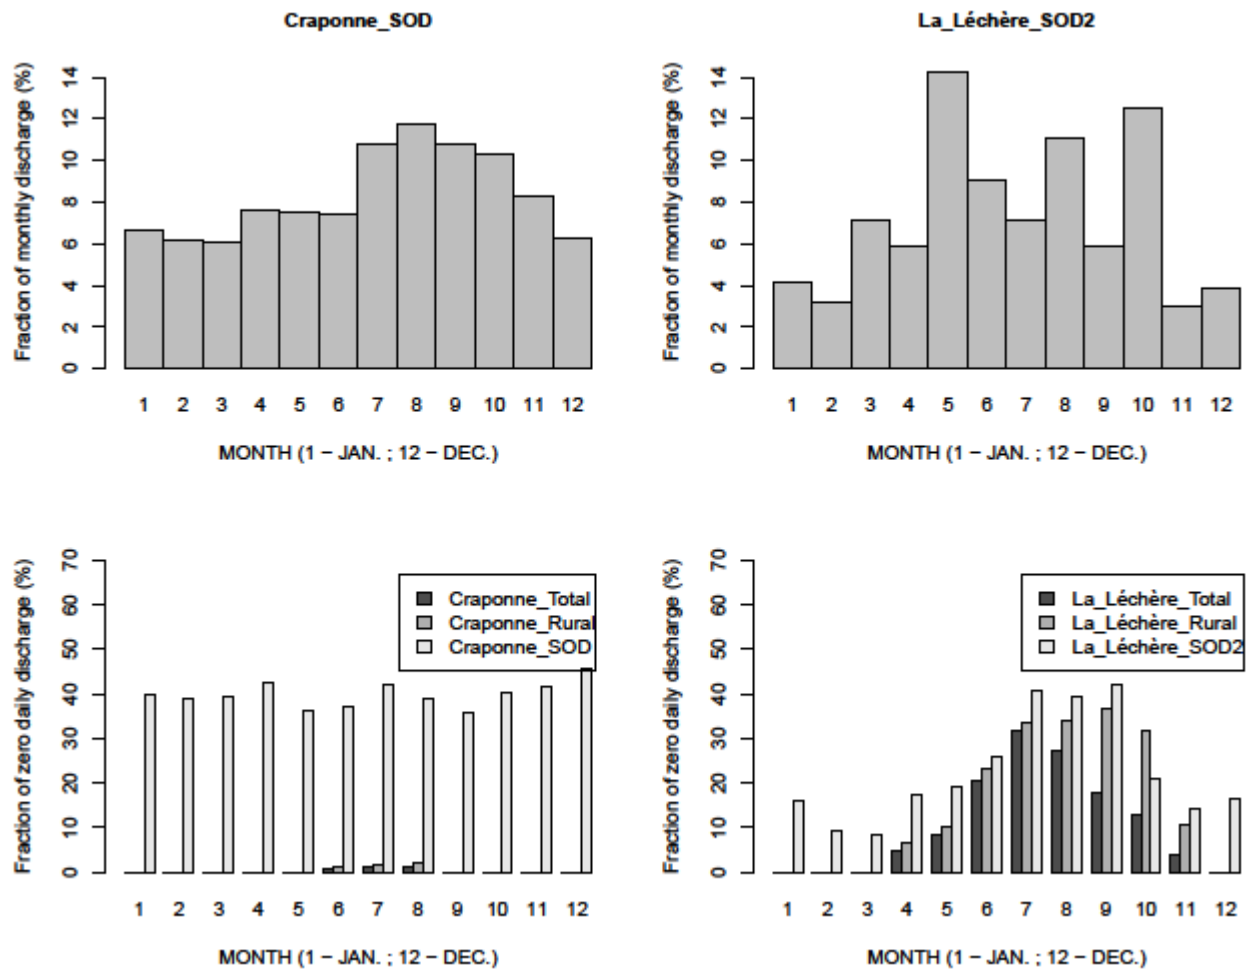 Craponne_SOD
Fraction of monthly discharge (%)
14
12
10
8
6
4
2
0
1 2 3 4 5 6 7 8 9 10 11 12
MONTH (1 − JAN. ; 12 − DEC.)
La_Léchère_SOD2
Fraction of monthly discharge (%)
14
12
10
8
6
4
2
0
1 2 3 4 5 6 7 8 9 10 11 12
MONTH (1 − JAN. ; 12 − DEC.)
Fraction of zero daily discharge (%)
70
60
50
40
30
20
10
0
Craponne_Total
Craponne_Rural
Craponne_SOD
1 2 3 4 5 6 7 8 9 10 11 12
MONTH (1 − JAN. ; 12 − DEC.)
Fraction of zero daily discharge (%)
70
60
50
40
30
20
10
0
La_Léchère_Total
La_Léchère_Rural
La_Léchère_SOD2
1 2 3 4 5 6 7 8 9 10 11 12
MONTH (1 − JAN. ; 12 − DEC.)